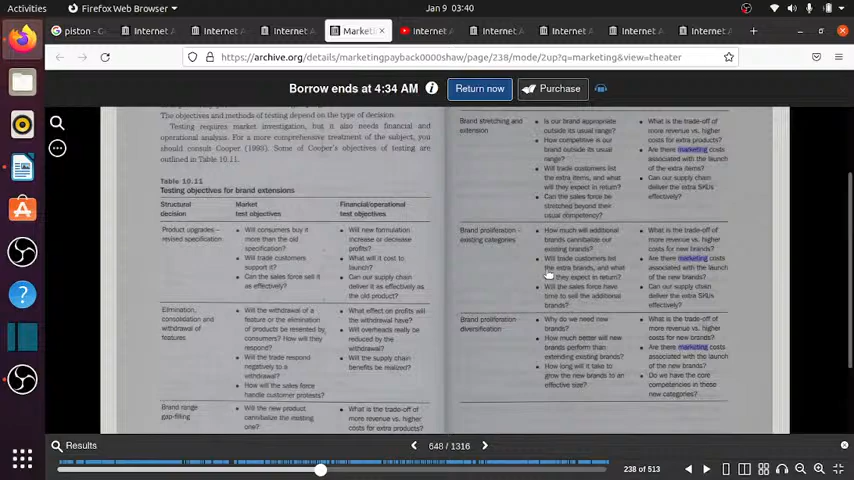 Activities
Firefox Web Browser
Jan 9 03:40
piston - G
Internet A
Internet A
Internet A
Marketi
Internet
Internet A
Internet A
Internet A
https://archive.org/details/marketingpayback0000shaw/page/238/mode/2up?q=marketing&view=theater
Borrow ends at 4:34 AM
Return now
Purchase
The objectives and methods of testing depend on the type of decision.
Testing requires market investigation, but it also needs financial and
operational analysis. For a more comprehensive treatment of the subject, you
should consult Cooper (1993). Some of Cooper's objectives of testing are
outlined in Table 10.11.
Table 10.11
Testing objectives for brand extensions
Structural
decision
Market
test objectives
Financial/operational
test objectives
Product upgrades –
revised specification
• Will consumers buy it
more than the old
specification?
• Will trade customers
support it?
• Can the sales force sell it
as effectively?
• Will new formulation
increase or decrease
profits?
• What will it cost to
launch?
• Can our supply chain
deliver it as effectively as
the old product?
Elimination,
consolidation and
withdrawal of
features
• Will the withdrawal of a
feature or the elimination
of products be resented by
consumers? How will they
respond?
• Will the trade respond
negatively to a
withdrawal?
• How will the sales force
handle customer protests?
• What effect on profits will
the withdrawal have?
• Will overheads really be
reduced by the
withdrawal?
• Will the supply chain
benefits be realized?
Brand range
gap-filling
• Will the new product
cannibalize the existing
one?
• What is the trade-off of
more revenue vs. higher
costs for extra products?
Brand stretching and
extension
• Is our brand appropriate
outside its usual range?
• How competitive is our
brand outside its usual
range?
• Will trade customers list
the extra items, and what
will they expect in return?
• Can the sales force be
stretched beyond their
usual competency?
• What is the trade-off of
more revenue vs. higher
costs for extra products?
• Are there marketing costs
associated with the launch
of the extra items?
• Can our supply chain
deliver the extra SKUs
effectively?
Brand proliferation –
existing categories
• How much will additional
brands cannibalize our
existing brands?
• Will trade customers list
the extra brands, and what
they expect in return?
• Will the sales force have
time to sell the additional
brands?
• What is the trade-off of
more revenue vs. higher
costs for new brands?
• Are there marketing costs
associated with the launch
of the new brands?
• Can our supply chain
deliver the extra SKUs
effectively?
Brand proliferation–
diversification
• Why do we need new
brands?
• How much better will new
brands perform than
extending existing brands?
• How long will it take to
grow the new brands to an
effective size?
• What is the trade-off of
more revenue vs. higher
costs for new brands?
• Are there marketing costs
associated with the launch
of the new brands?
• Do we have the core
competencies in these
new categories?
Results
648 / 1316
238 of 513